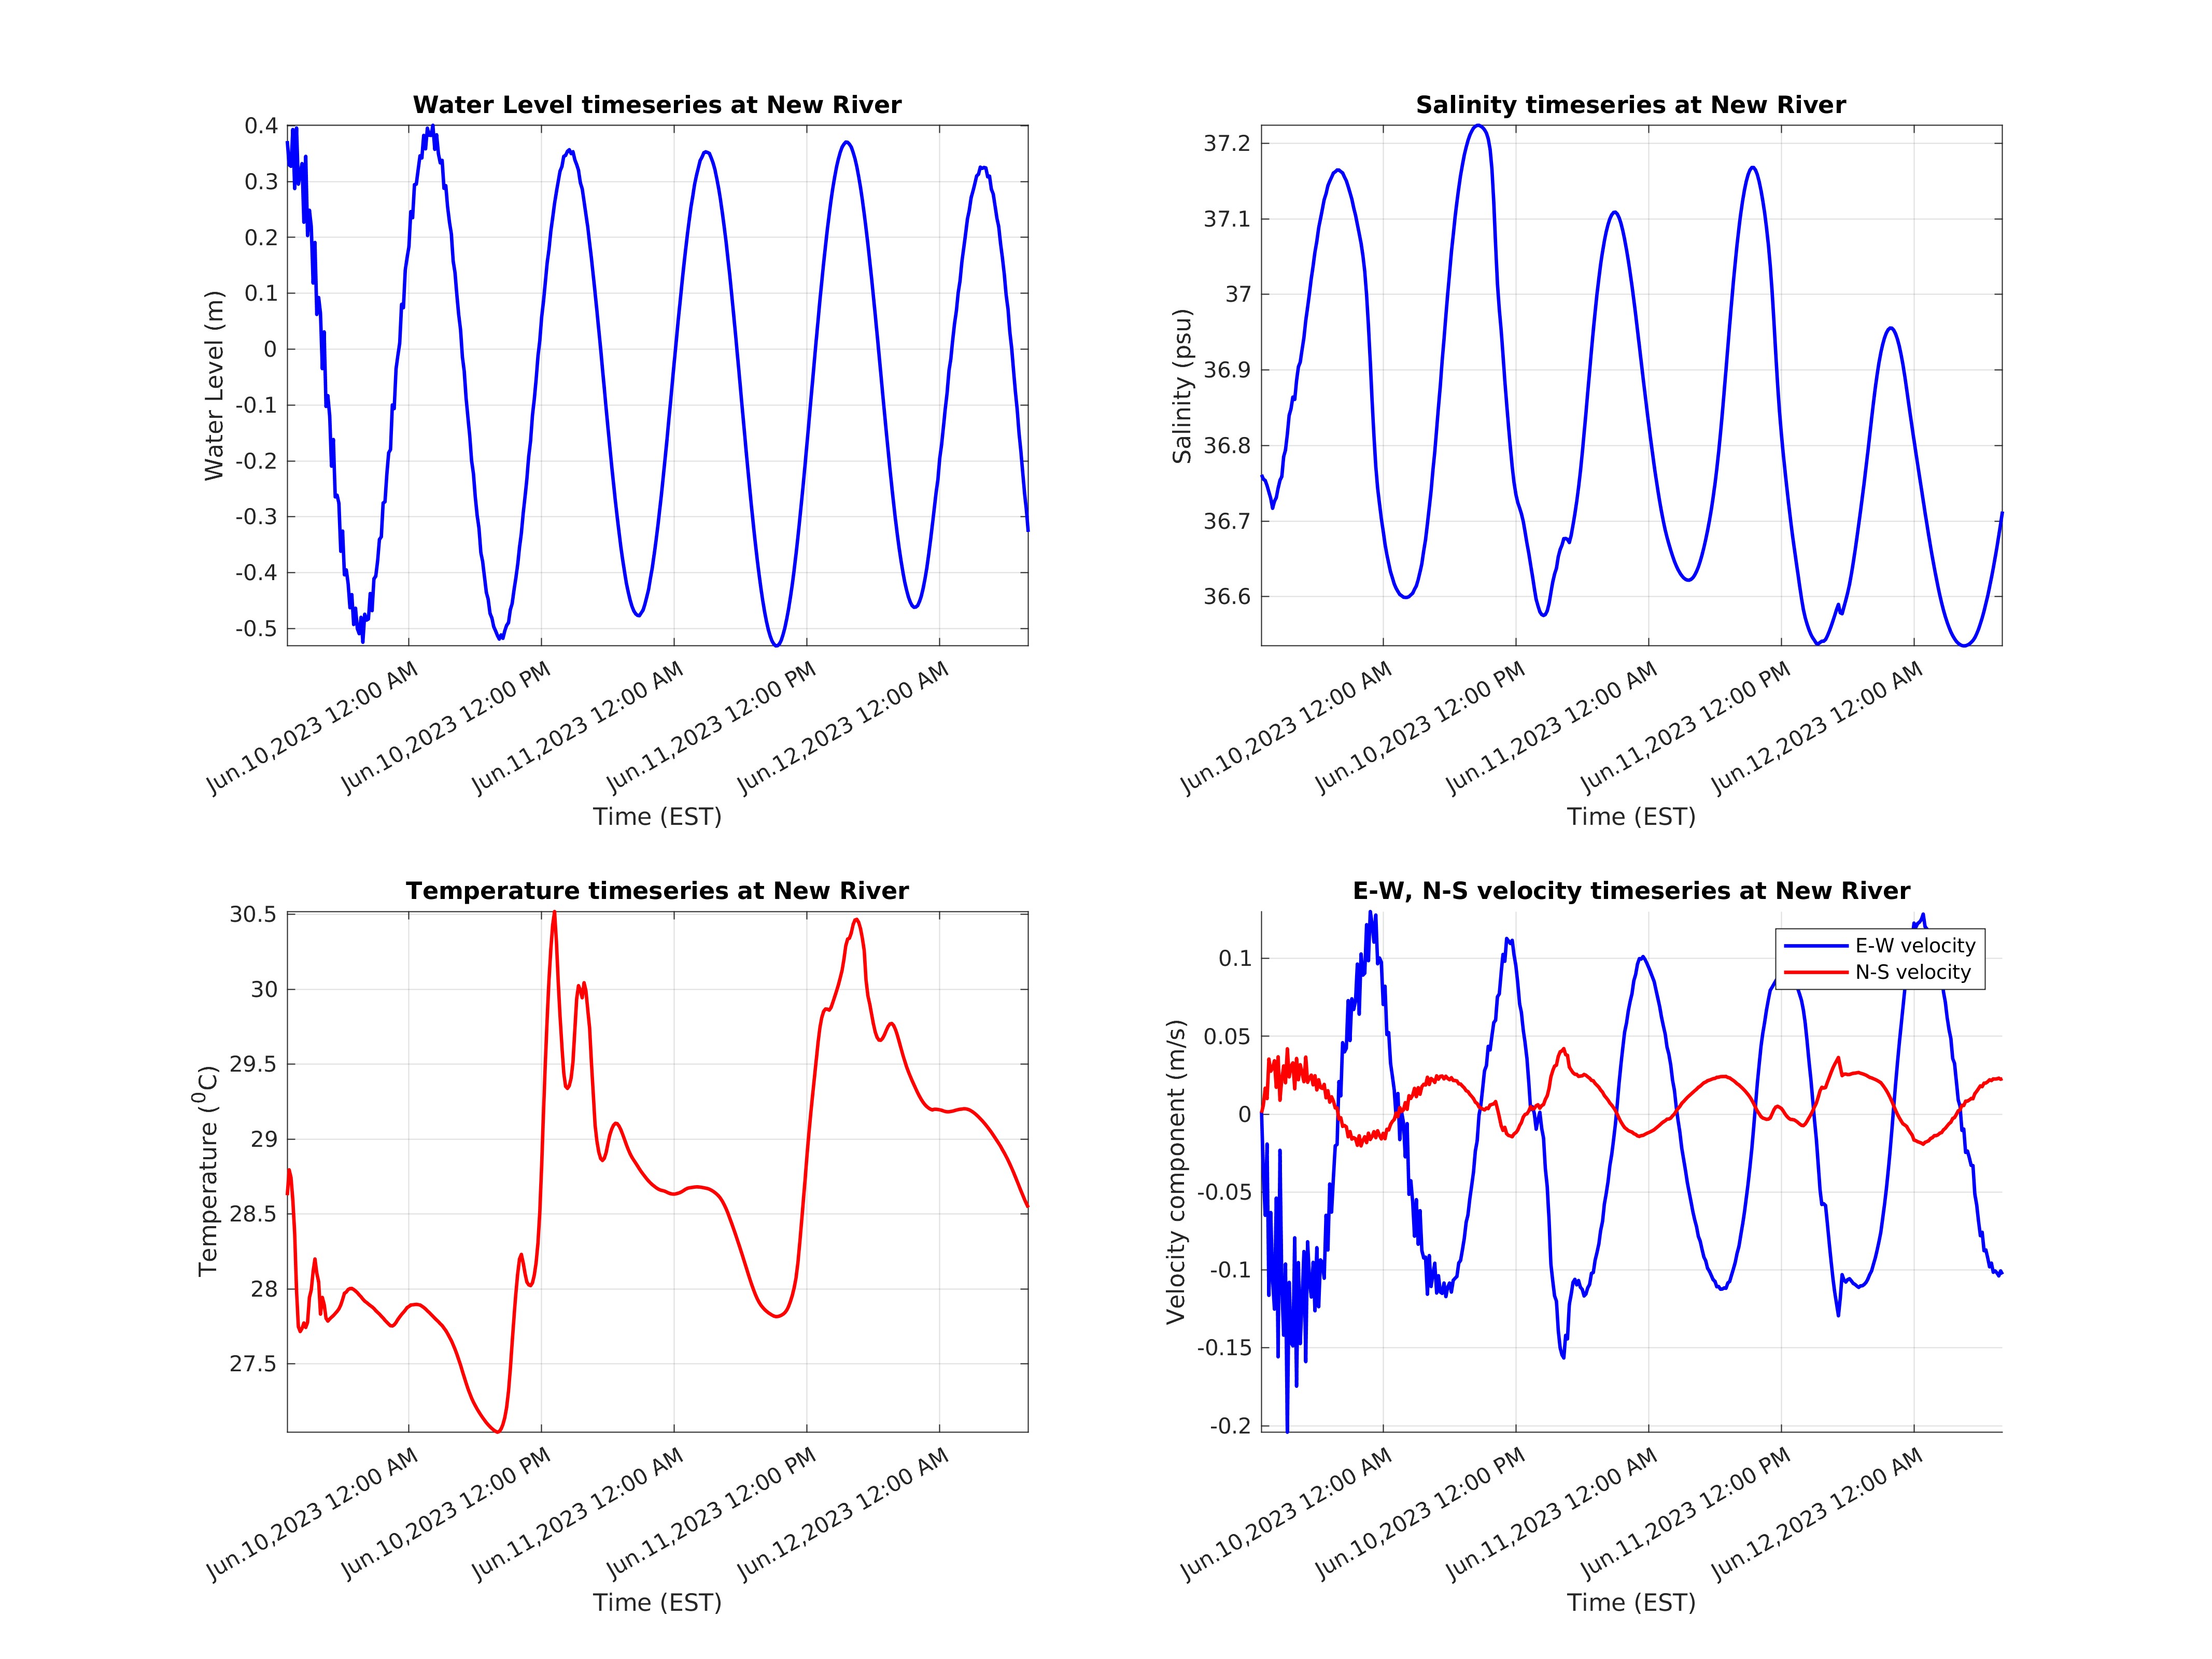 Water Level timeseries at New River
Water Level (m)
0.4
0.3
0.2
0.1
0
-0.1
-0.2
-0.3
-0.4
-0.5
Jun.10,2023 12:00 AM
Jun.10,2023 12:00 PM
Jun.11,2023 12:00 AM
Jun.11,2023 12:00 PM
Jun.12,2023 12:00 AM
Time (EST)
Salinity timeseries at New River
Salinity (psu)
37.2
37.1
37
36.9
36.8
36.7
36.6
Jun.10,2023 12:00 AM
Jun.10,2023 12:00 PM
Jun.11,2023 12:00 AM
Jun.11,2023 12:00 PM
Jun.12,2023 12:00 AM
Time (EST)
Temperature timeseries at New River
Temperature (⁰C)
30.5
30
29.5
29
28.5
28
27.5
Jun.10,2023 12:00 AM
Jun.10,2023 12:00 PM
Jun.11,2023 12:00 AM
Jun.11,2023 12:00 PM
Jun.12,2023 12:00 AM
Time (EST)
E-W, N-S velocity timeseries at New River
Velocity component (m/s)
0.1
0.05
0
-0.05
-0.1
-0.15
-0.2
E-W velocity
N-S velocity
Jun.10,2023 12:00 AM
Jun.10,2023 12:00 PM
Jun.11,2023 12:00 AM
Jun.11,2023 12:00 PM
Jun.12,2023 12:00 AM
Time (EST)